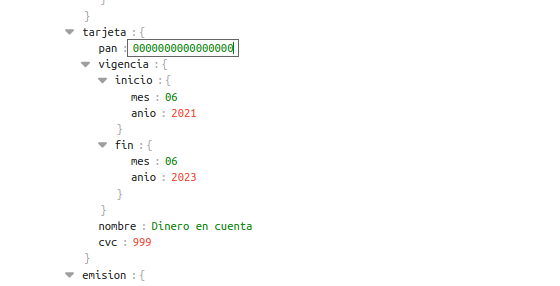 }
tarjeta : {
pan : 0000000000000000
vigencia : {
inicio : {
mes : 06
anio : 2021
}
fin : {
mes : 06
anio : 2023
}
}
nombre : Dinero en cuenta
cvc : 999
}
emision : {